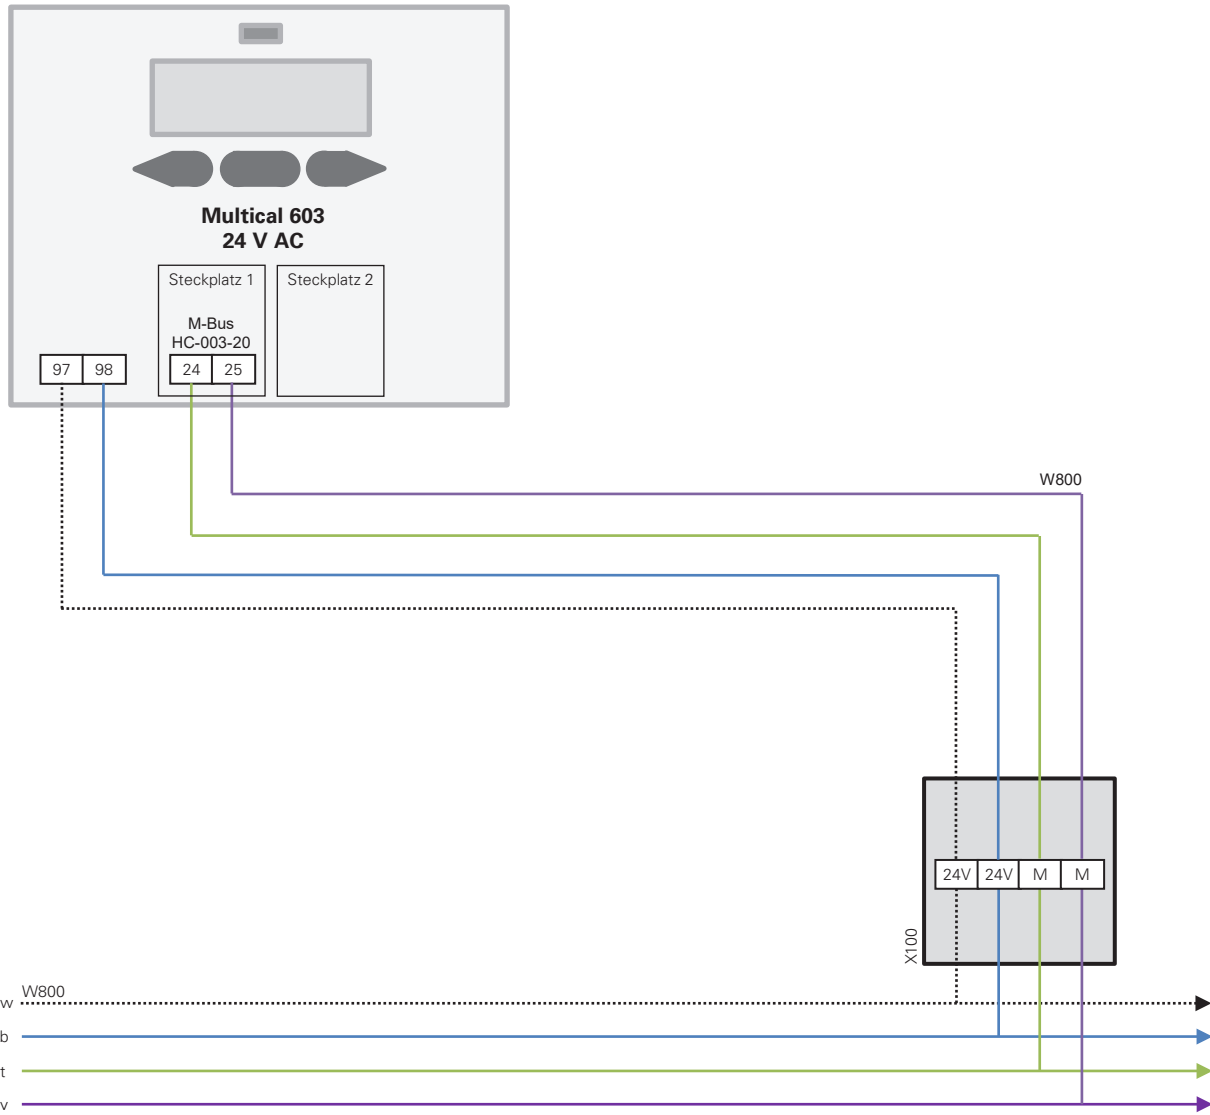 Multical 603
24 V AC
Steckplatz 1
Steckplatz 2
M-Bus
HC-003-20
97 98 24 25
W800
24V 24V M M
X100
W800
w
b
t
v